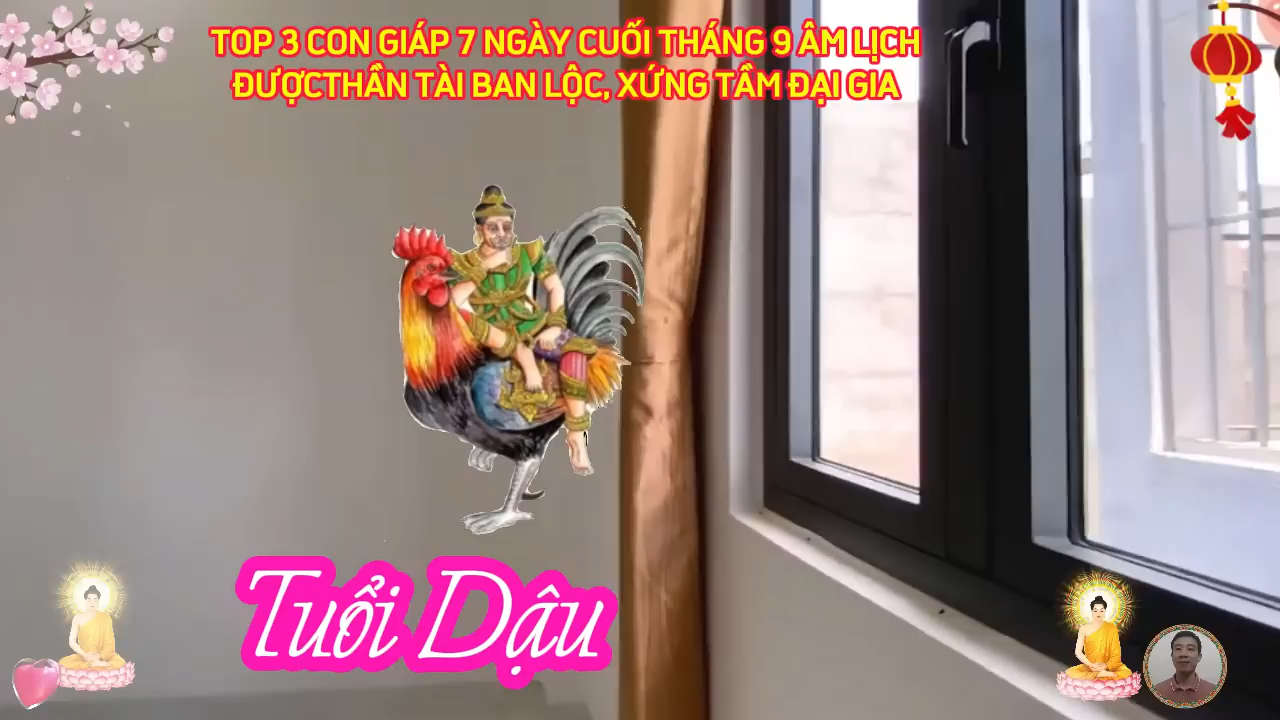 TOP 3 CON GIÁP 7 NGÀY CUỐI THÁNG 9 ÂM LỊCH
ĐƯỢCTHẦN TÀI BAN LỘC, XỨNG TẦM ĐẠI GIA
Tuổi Dậu